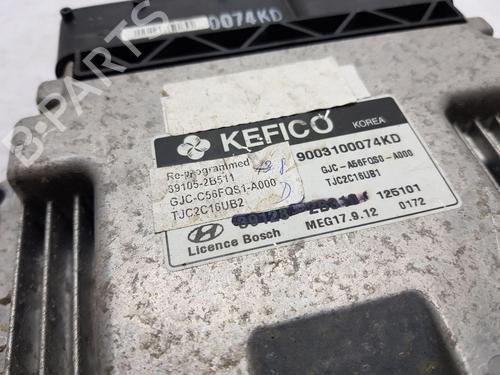 0074KD
KEFICO
KOREA
Re-programmed
39105-2B511
GJC-C56FQS1-A000
TJC2C16UB2
9003100074KD
GJC-A56FQS0-A000
TJC2C16UB1
125101
Licence Bosch
MEG17.9.12
0172
B-Parts